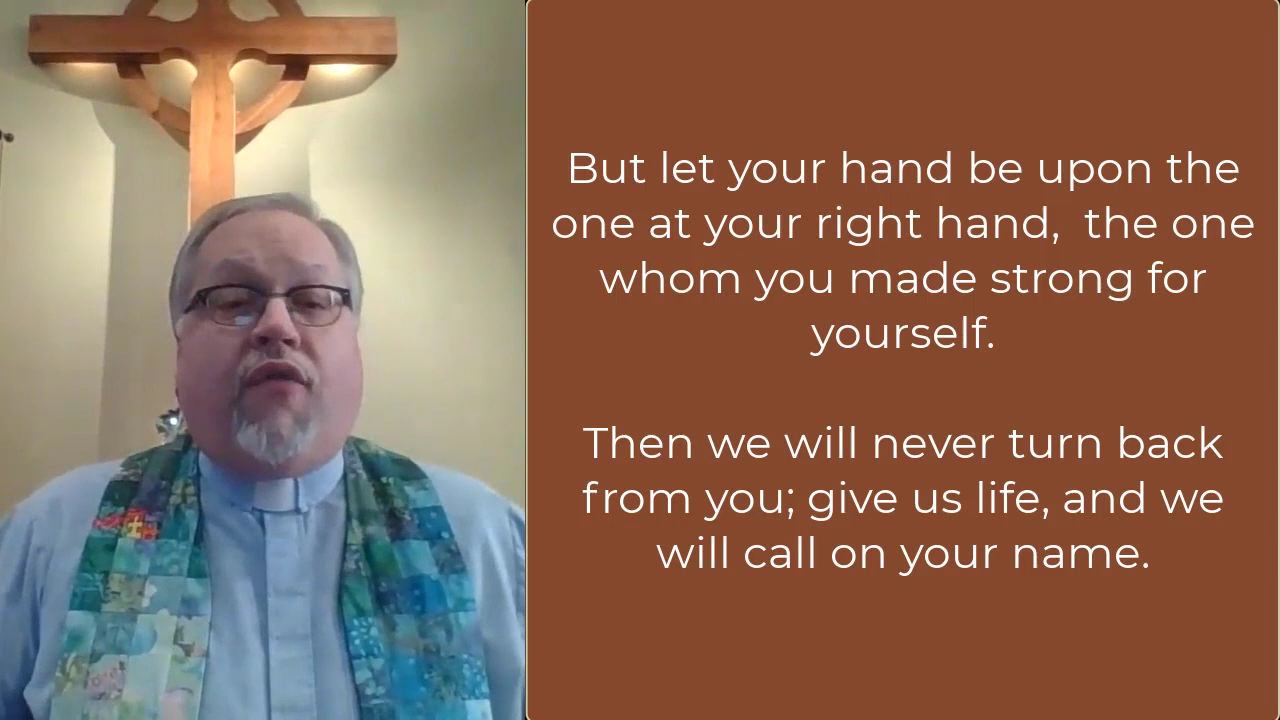 But let your hand be upon the
one at your right hand,  the one
whom you made strong for
yourself.
Then we will never turn back
from you; give us life, and we
will call on your name.